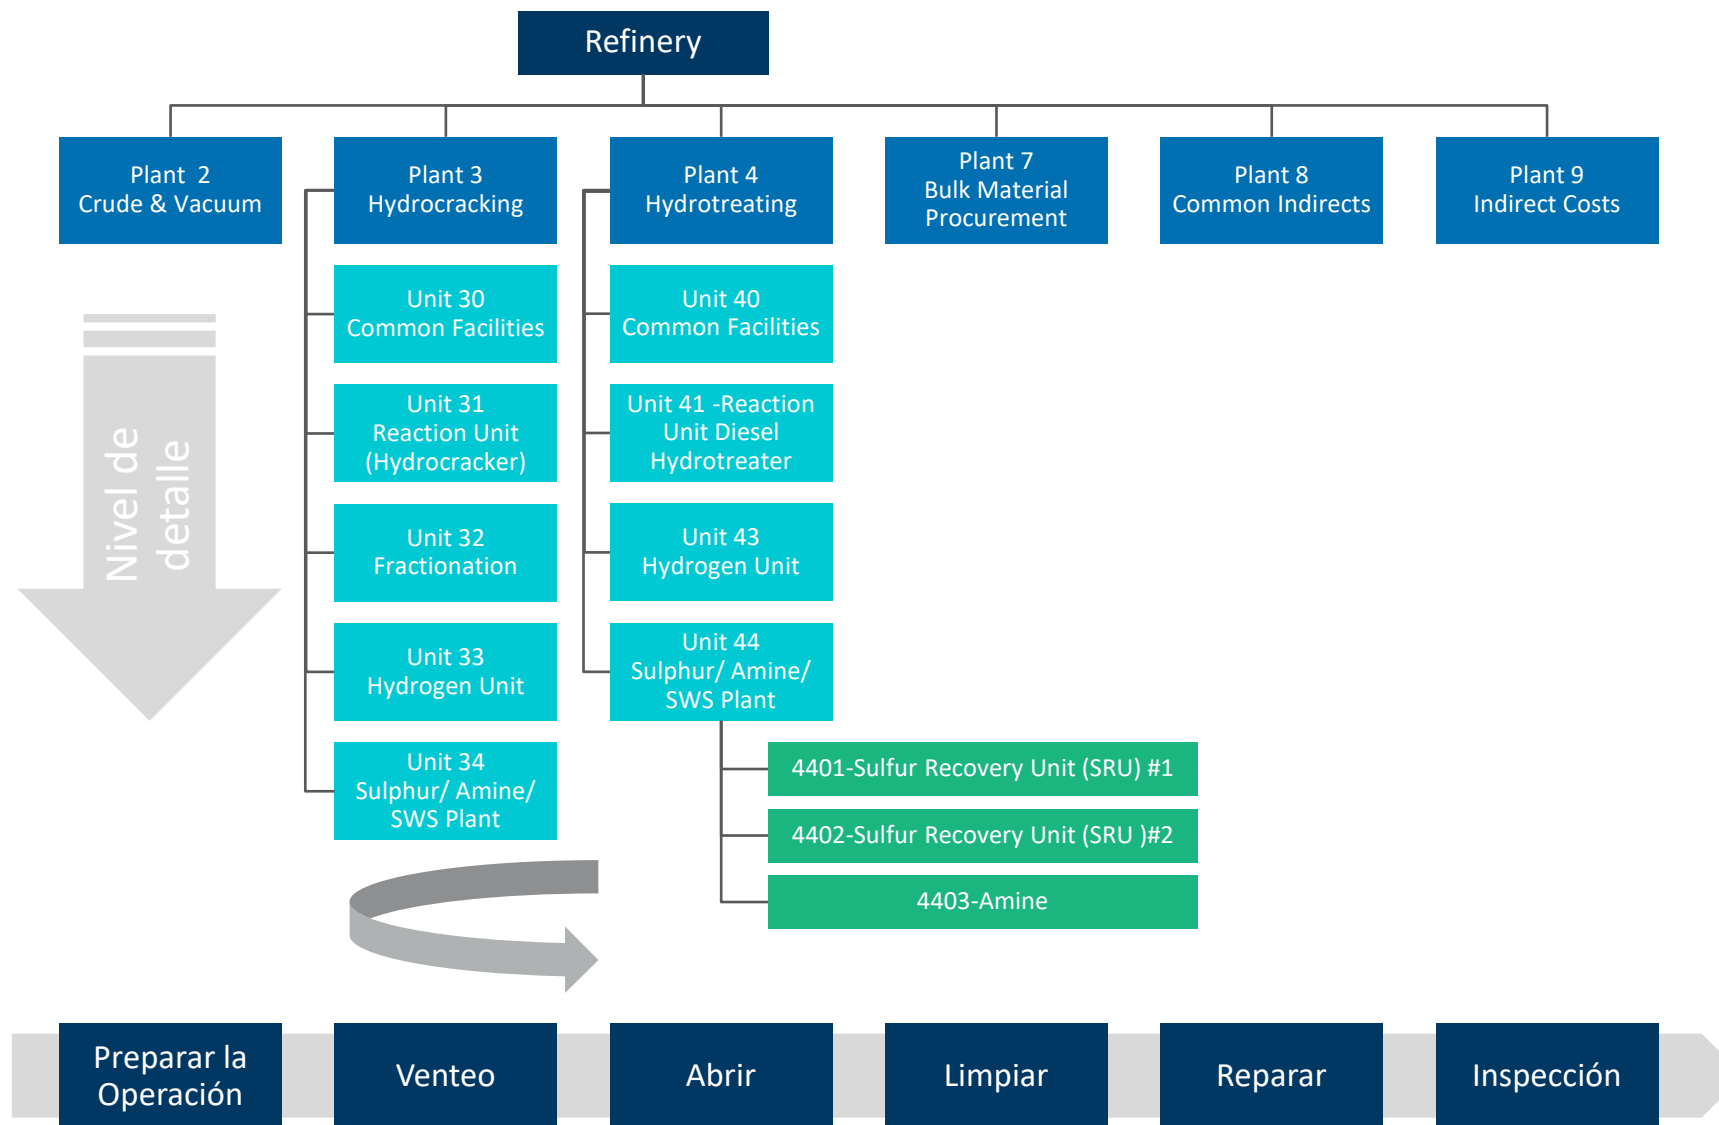 Refinery
Plant  2
Crude & Vacuum
Plant 3
Hydrocracking
Plant 4
Hydrotreating
Plant 7
Bulk Material
Procurement
Plant 8
Common Indirects
Plant 9
Indirect Costs
Unit 30
Common Facilities
Unit 31
Reaction Unit
(Hydrocracker)
Unit 32
Fractionation
Unit 33
Hydrogen Unit
Unit 34
Sulphur/ Amine/
SWS Plant
Unit 40
Common Facilities
Unit 41 -Reaction
Unit Diesel
Hydrotreater
Unit 43
Hydrogen Unit
Unit 44
Sulphur/ Amine/
SWS Plant
4401-Sulfur Recovery Unit (SRU) #1
4402-Sulfur Recovery Unit (SRU )#2
4403-Amine
Nivel de
detalle
Preparar la
Operación
Venteo
Abrir
Limpiar
Reparar
Inspección